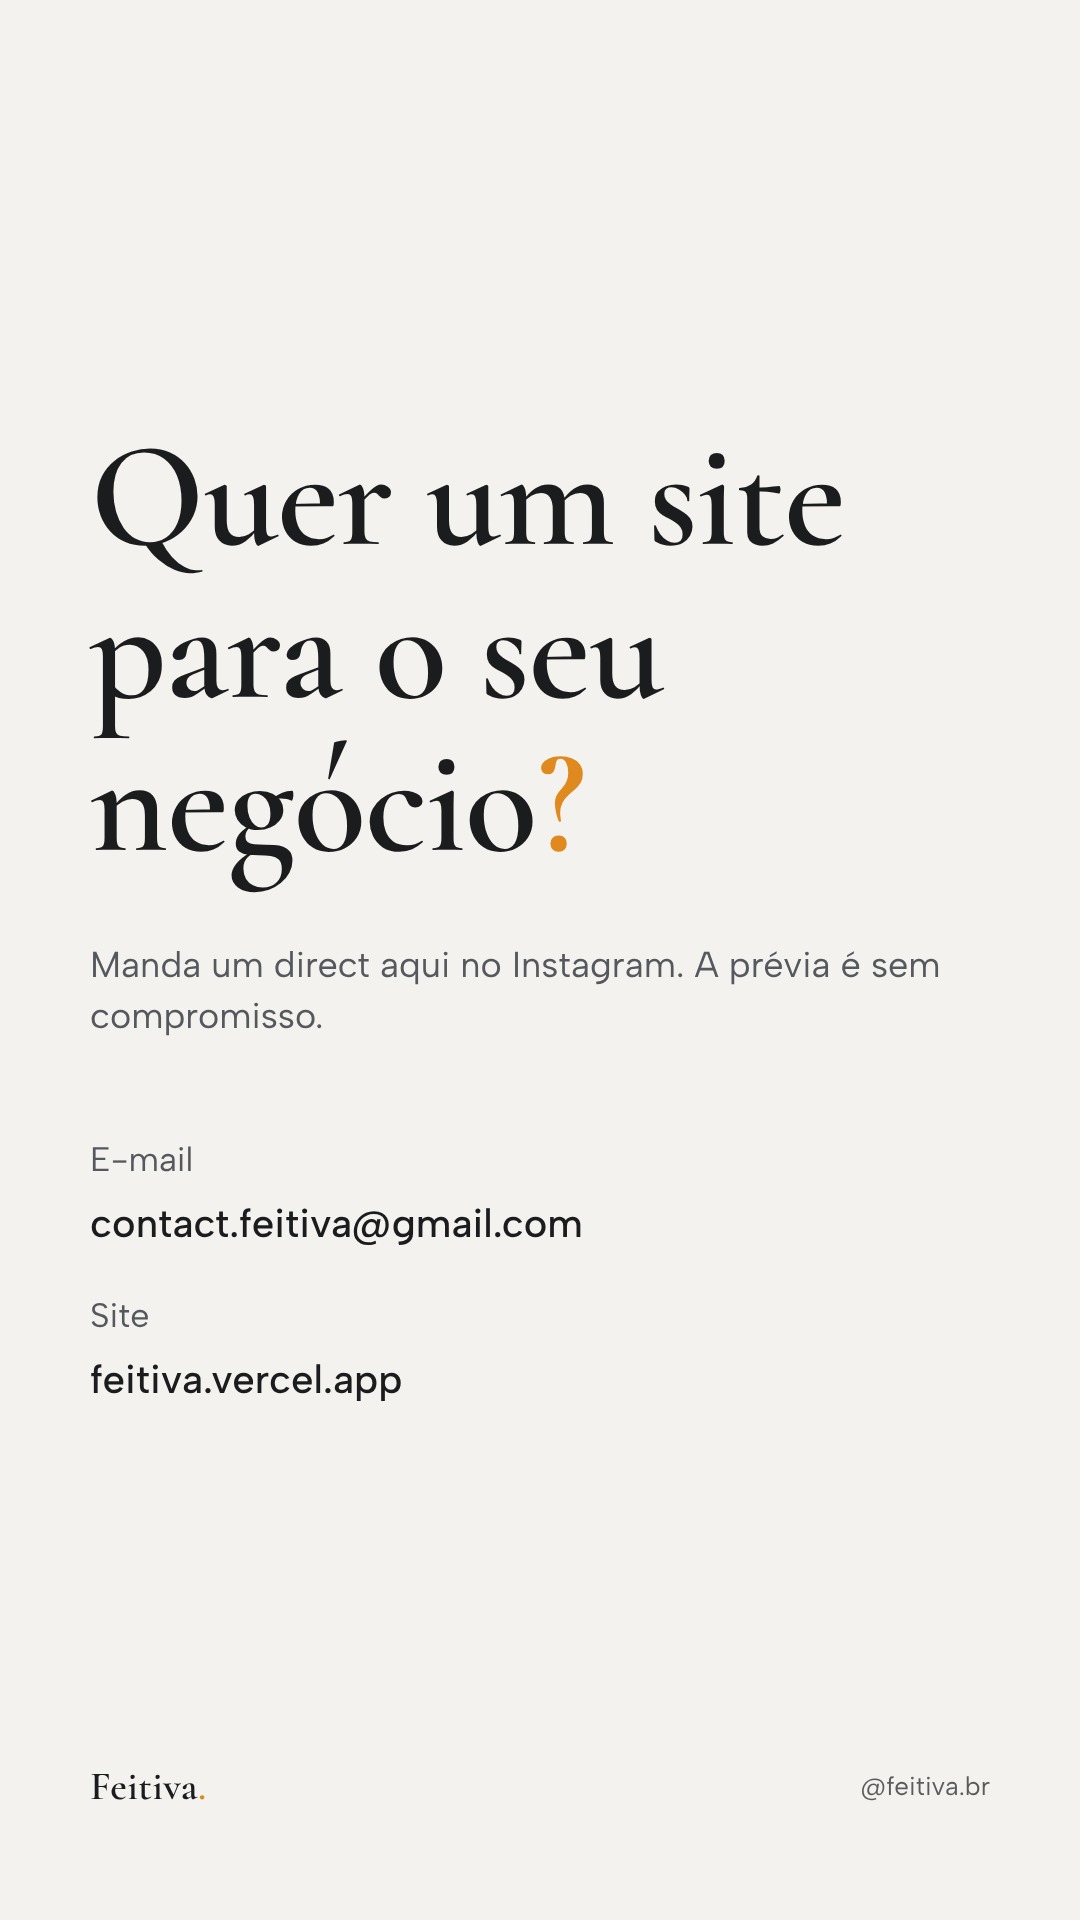 Quer um site
para o seu
negócio?
Manda um direct aqui no Instagram. A prévia é sem
compromisso.
E-mail
contact.feitiva@gmail.com
Site
feitiva.vercel.app
Feitiva.
@feitiva.br